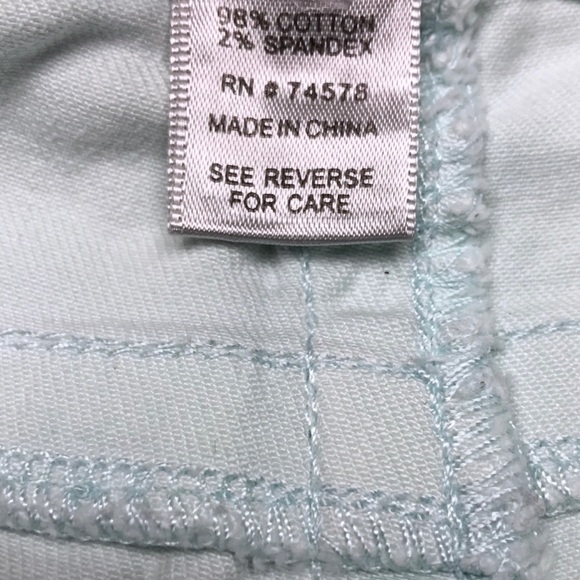 98% COTTON
2% SPANDEX
RN # 74578
MADE IN CHINA
SEE REVERSE
FOR CARE